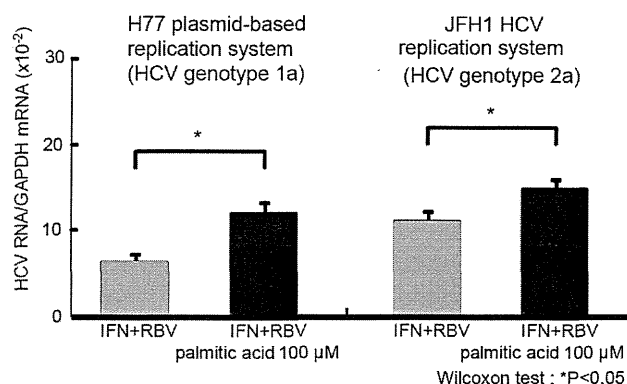 H77 plasmid-based
replication system
(HCV genotype 1a)
JFH1 HCV
replication system
(HCV genotype 2a)
HCV RNA/GAPDH mRNA (x10-2)
30
20
10
0
*
*
IFN+RBV
IFN+RBV
palmitic acid 100 µM
IFN+RBV
IFN+RBV
palmitic acid 100 µM
Wilcoxon test : *P<0.05